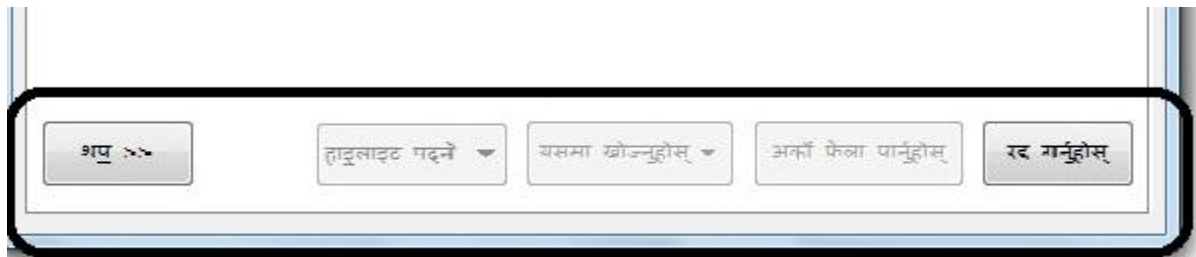 थप >>
हाइलाइट पढ्ने
यसमा खोज्नुहोस्
अर्को फेला पार्नुहोस्
रद्द गर्नुहोस्